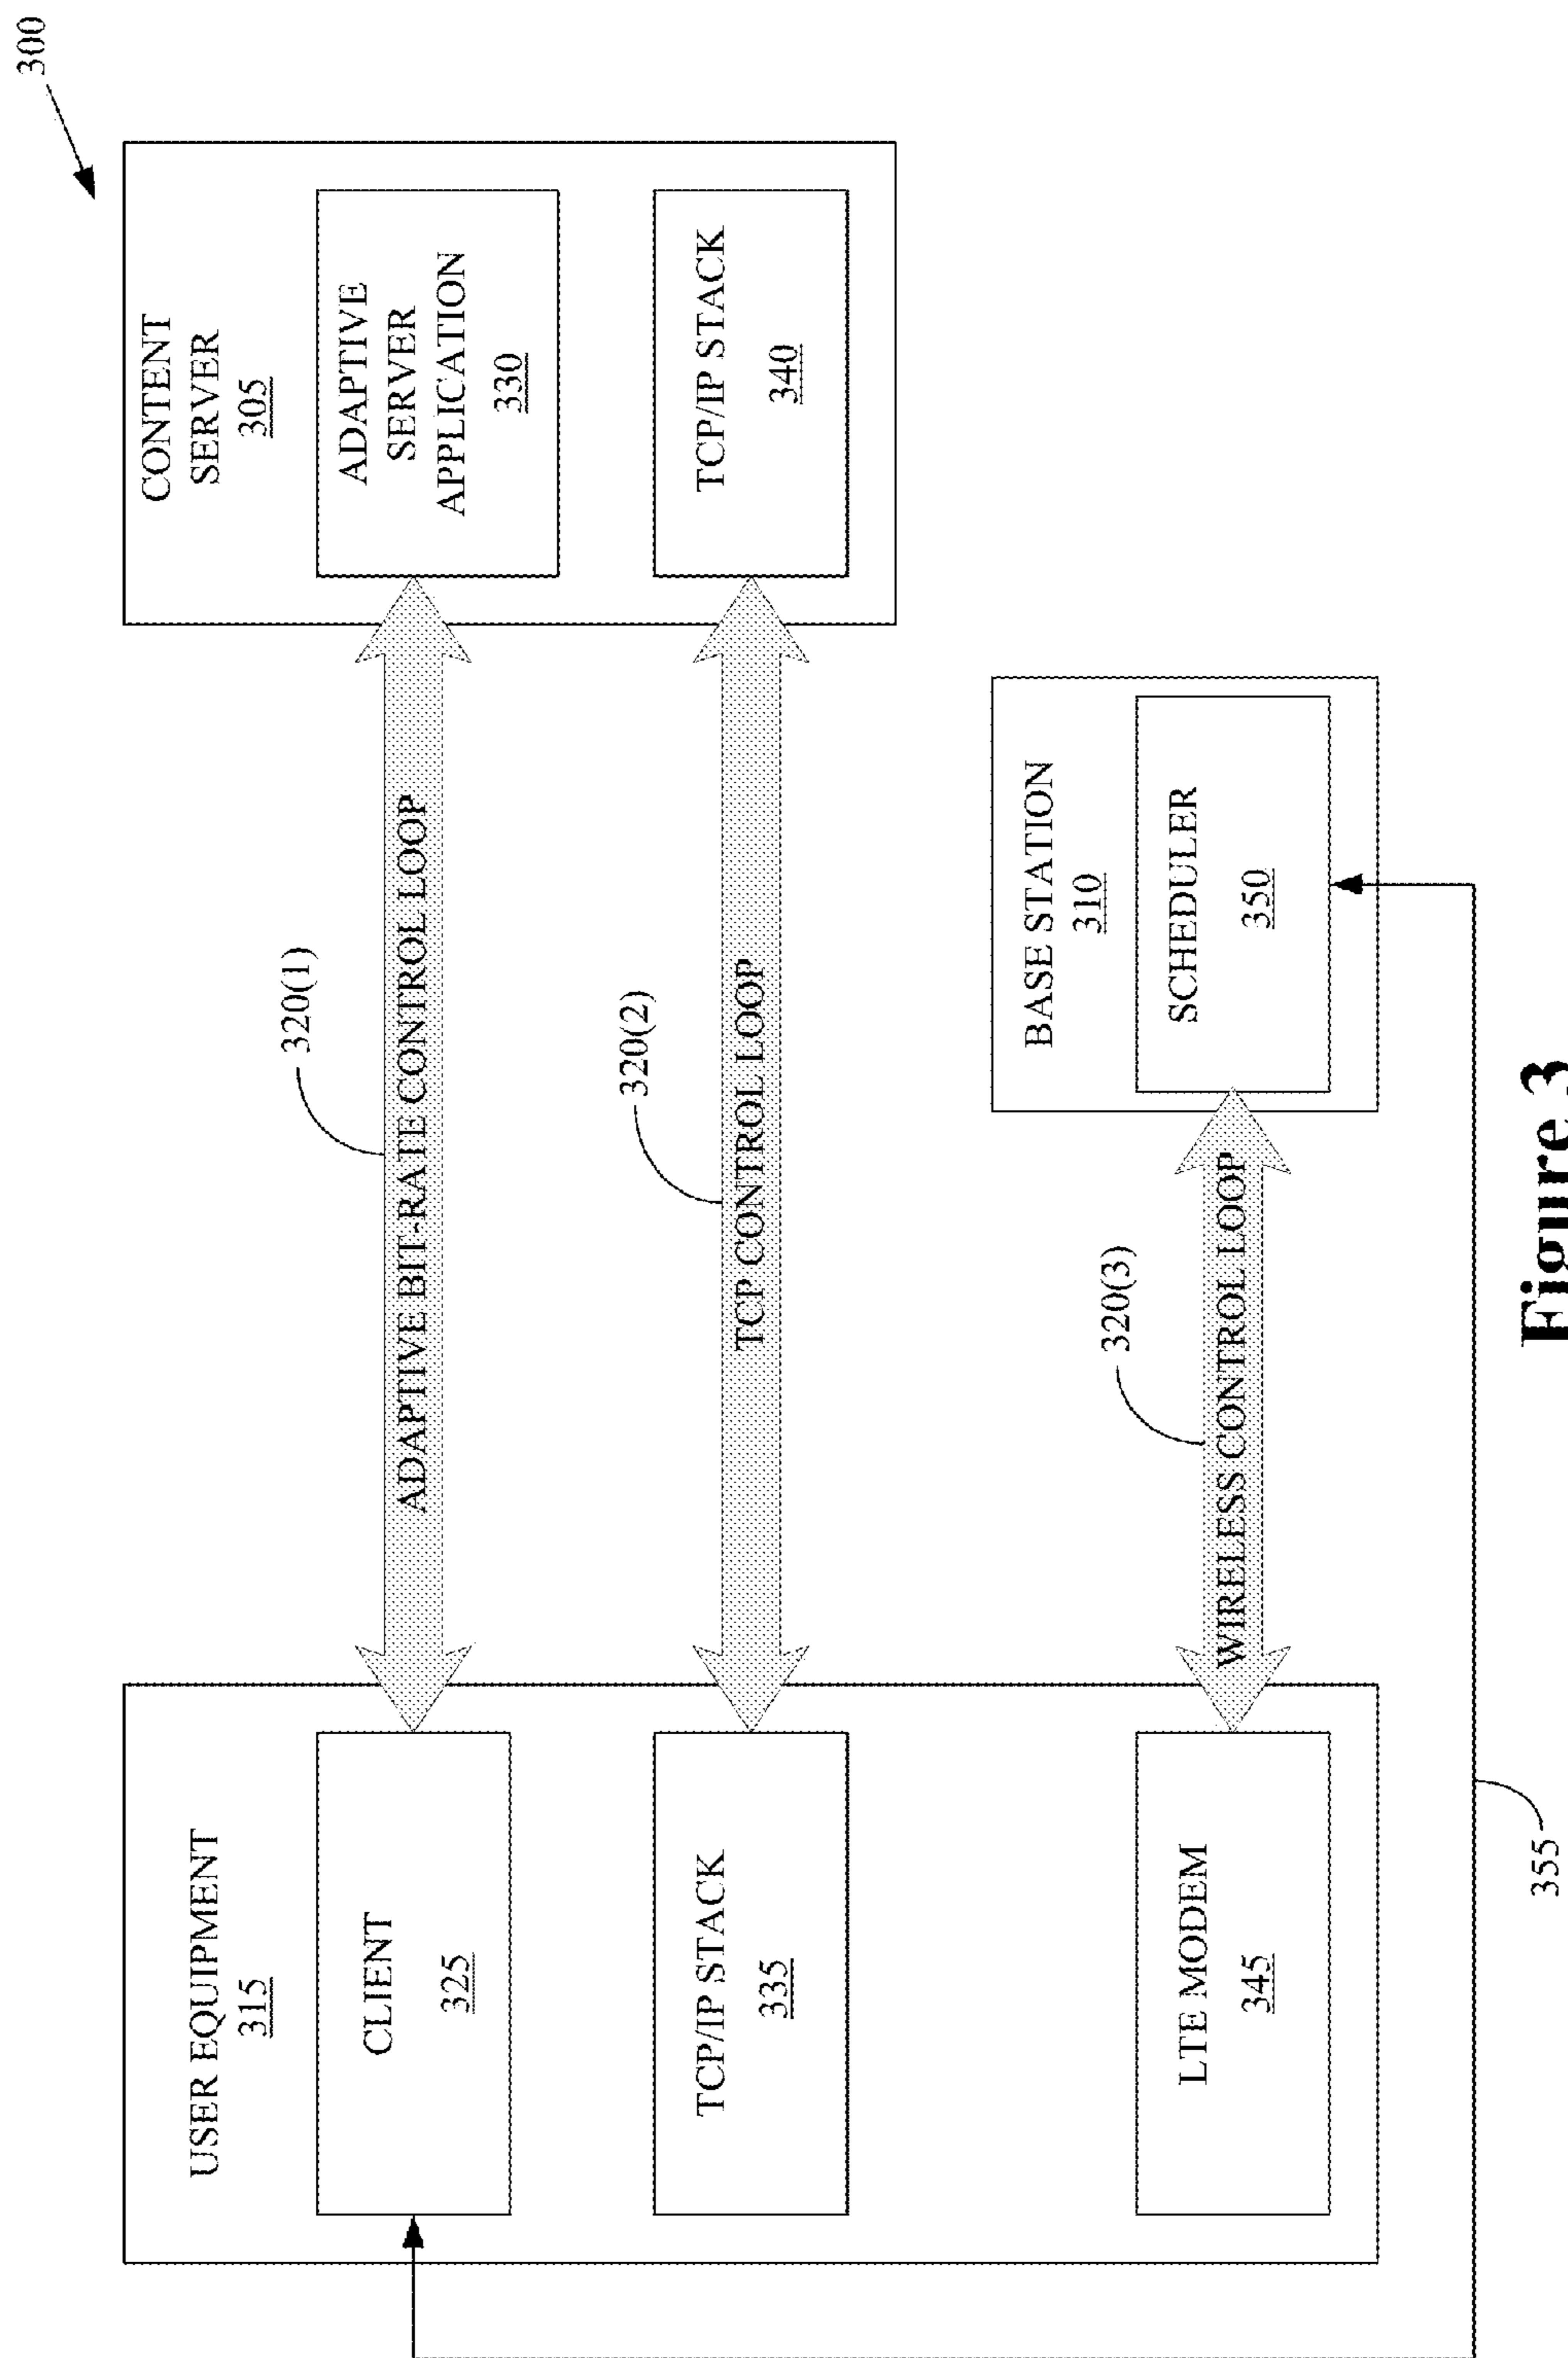 300
USER EQUIPMENT
315
CLIENT
325
TCP/IP STACK
335
LTE MODEM
345
320(1)
ADAPTIVE BIT-RATE CONTROL LOOP
320(2)
TCP CONTROL LOOP
320(3)
WIRELESS CONTROL LOOP
CONTENT
SERVER
305
ADAPTIVE
SERVER
APPLICATION
330
TCP/IP STACK
340
BASE STATION
310
SCHEDULER
350
355
Figure 3